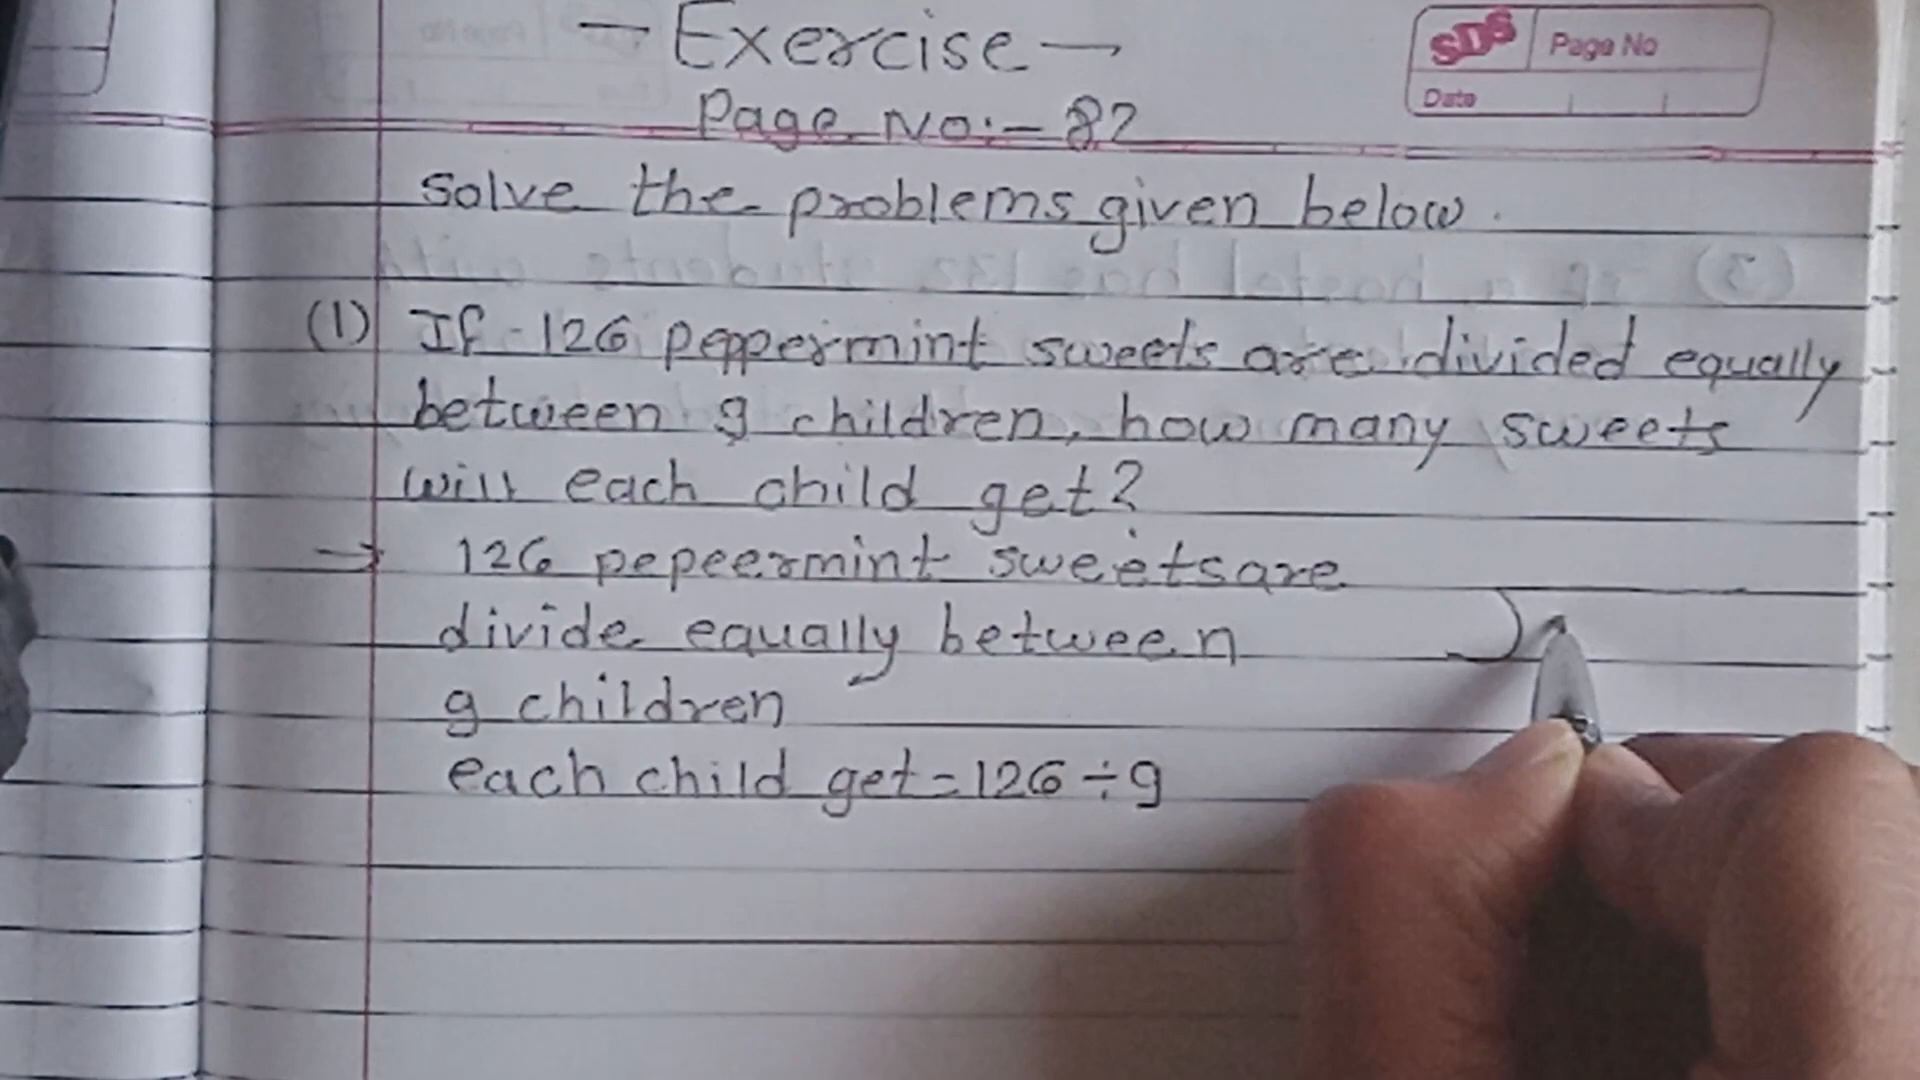 - Exercise -
Page No:- 82
SDS Page No
Date
solve the problems given below.
(1) If 126 peppermint sweets are divided equally
between 9 children, how many sweets
will each child get?
→ 126 pepeermint sweets are
divide equally between
9 children
each child get = 126 ÷ 9